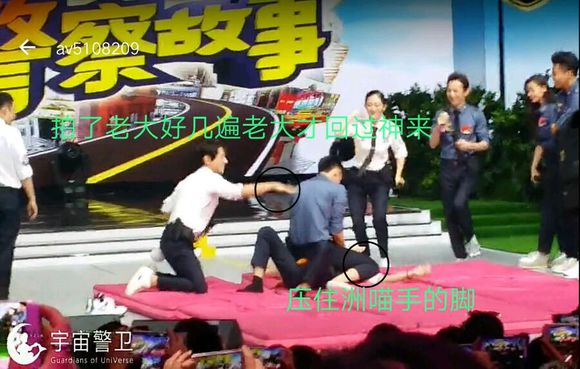 av5108209
警察故事
拍了老大好几遍老大才回过神来
压住洲喵手的脚
宇宙警卫
Guardians of UniVerse